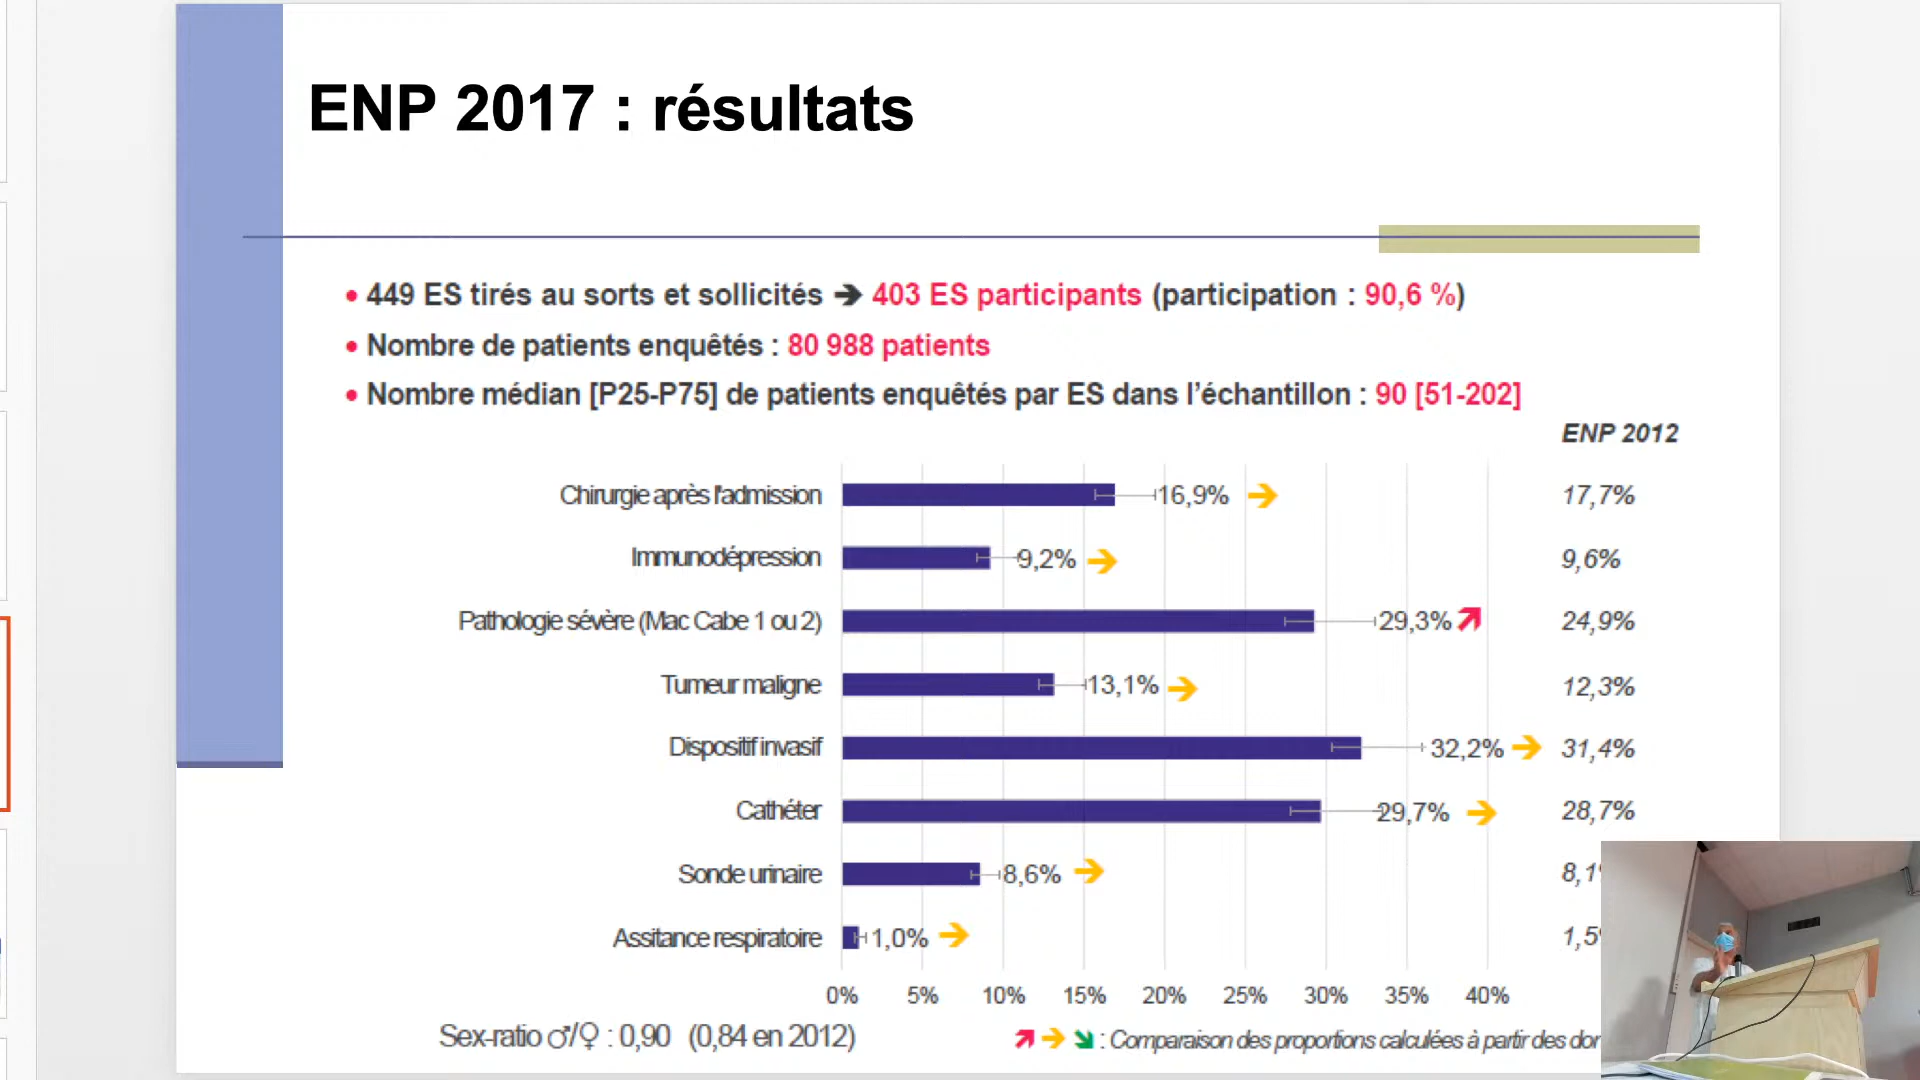 ENP 2017 : résultats
• 449 ES tirés au sorts et sollicités ➔ 403 ES participants (participation : 90,6 %)
• Nombre de patients enquêtés : 80 988 patients
• Nombre médian [P25-P75] de patients enquêtés par ES dans l'échantillon : 90 [51-202]
ENP 2012
Chirurgie après l'admission 16,9% 17,7%
Immunodépression 9,2% 9,6%
Pathologie sévère (Mac Cabe 1 ou 2) 29,3% 24,9%
Tumeur maligne 13,1% 12,3%
Dispositif invasif 32,2% 31,4%
Cathéter 29,7% 28,7%
Sonde urinaire 8,6% 8,1
Assitance respiratoire 1,0% 1,5
0% 5% 10% 15% 20% 25% 30% 35% 40%
Sex-ratio ♂/♀ : 0,90 (0,84 en 2012)
: Comparaison des proportions calculées à partir des